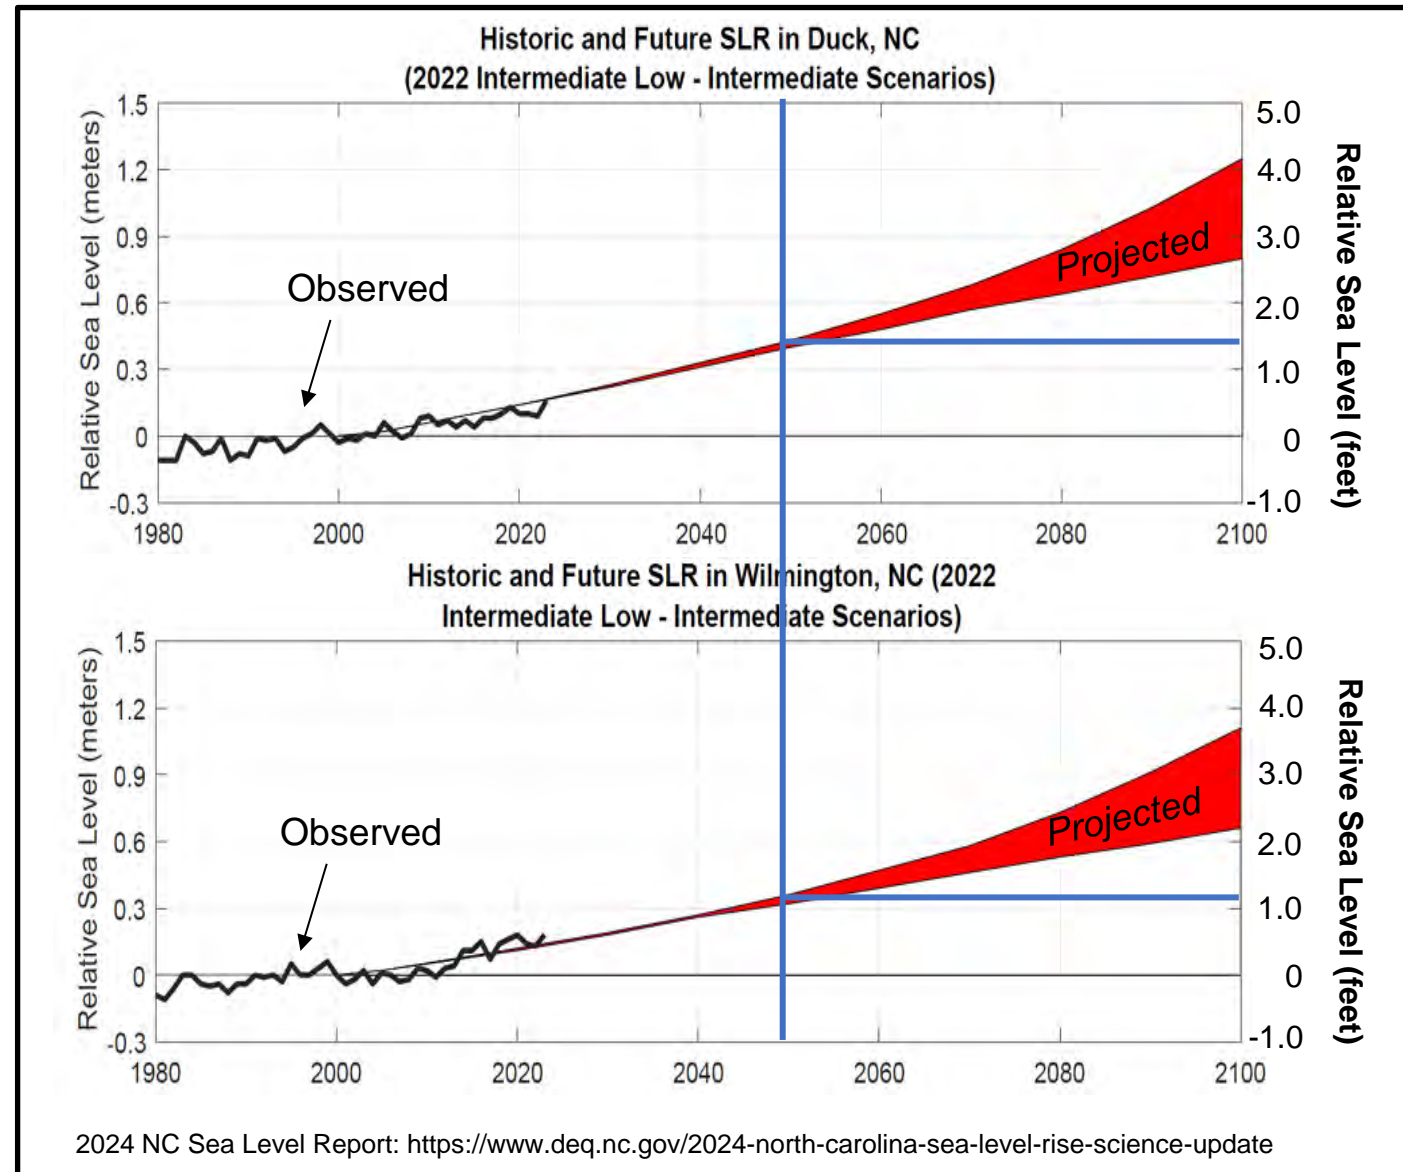 Historic and Future SLR in Duck, NC
(2022 Intermediate Low - Intermediate Scenarios)
Relative Sea Level (meters)
1.5
1.2
0.9
0.6
0.3
0
-0.3
Observed
Projected
5.0
4.0
3.0
2.0
1.0
0
-1.0
Relative Sea Level (feet)
1980 2000 2020 2040 2060 2080 2100
Historic and Future SLR in Wilmington, NC (2022
Intermediate Low - Intermediate Scenarios)
Relative Sea Level (meters)
1.5
1.2
0.9
0.6
0.3
0
-0.3
Observed
Projected
5.0
4.0
3.0
2.0
1.0
0
-1.0
Relative Sea Level (feet)
1980 2000 2020 2040 2060 2080 2100
2024 NC Sea Level Report: https://www.deq.nc.gov/2024-north-carolina-sea-level-rise-science-update